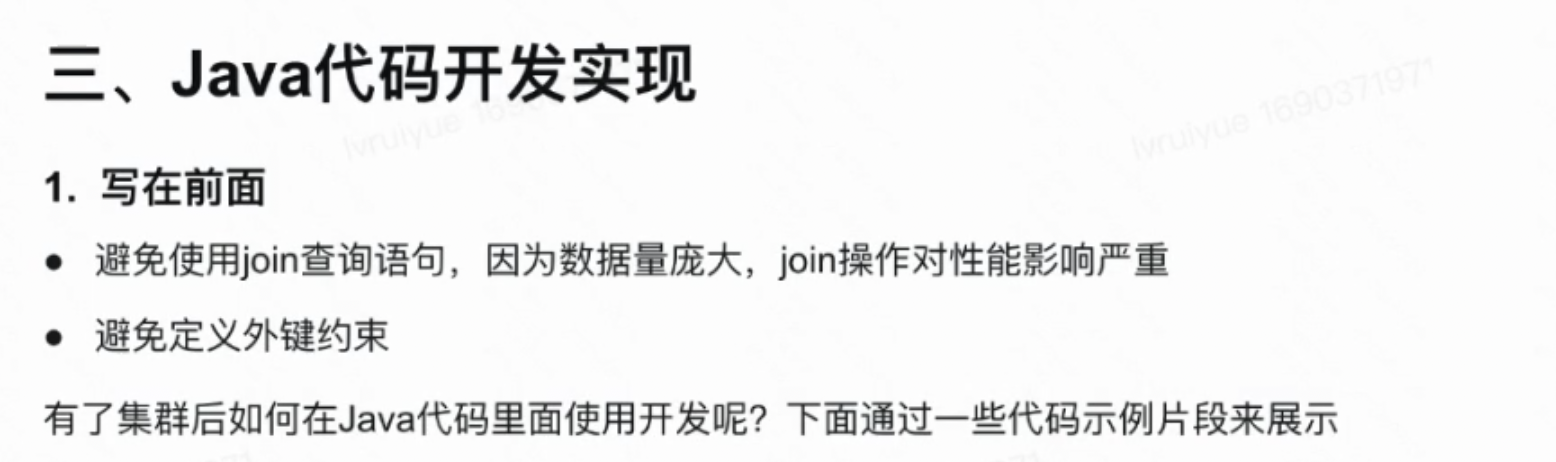 三、Java代码开发实现
lvruiyue 1690371971
1. 写在前面
● 避免使用join查询语句，因为数据量庞大，join操作对性能影响严重
● 避免定义外键约束
有了集群后如何在Java代码里面使用开发呢？下面通过一些代码示例片段来展示